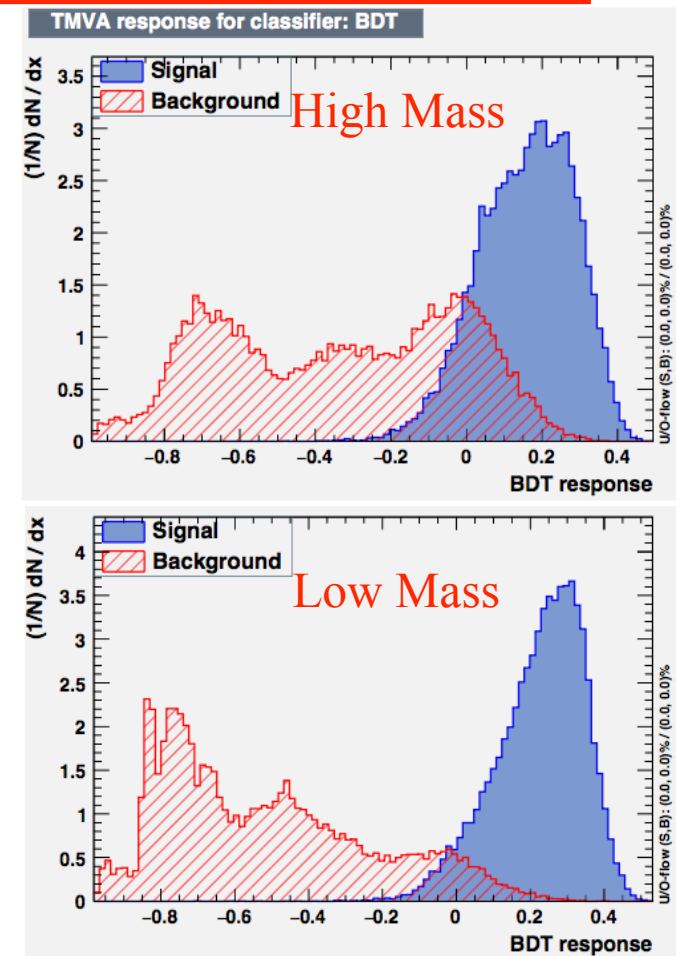 TMVA response for classifier: BDT
(1/N) dN / dx
Signal
Background
High Mass
3.5
3
2.5
2
1.5
1
0.5
0
−0.8 −0.6 −0.4 −0.2 0 0.2 0.4
BDT response
U/O-flow (S,B): (0.0, 0.0)% / (0.0, 0.0)%
(1/N) dN / dx
Signal
Background
Low Mass
4
3.5
3
2.5
2
1.5
1
0.5
0
−0.8 −0.6 −0.4 −0.2 0 0.2 0.4
BDT response
U/O-flow (S,B): (0.0, 0.0)% / (0.0, 0.0)%